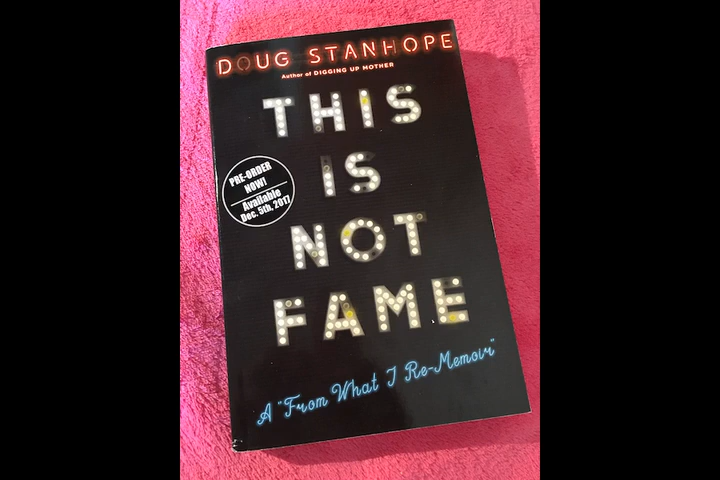 DOUG STANHOPE
Author of DIGGING UP MOTHER
THIS
IS
PRE-ORDER
NOW!
Available
Dec. 5th, 2017
NOT
FAME
A "From What I Re-Memoir"